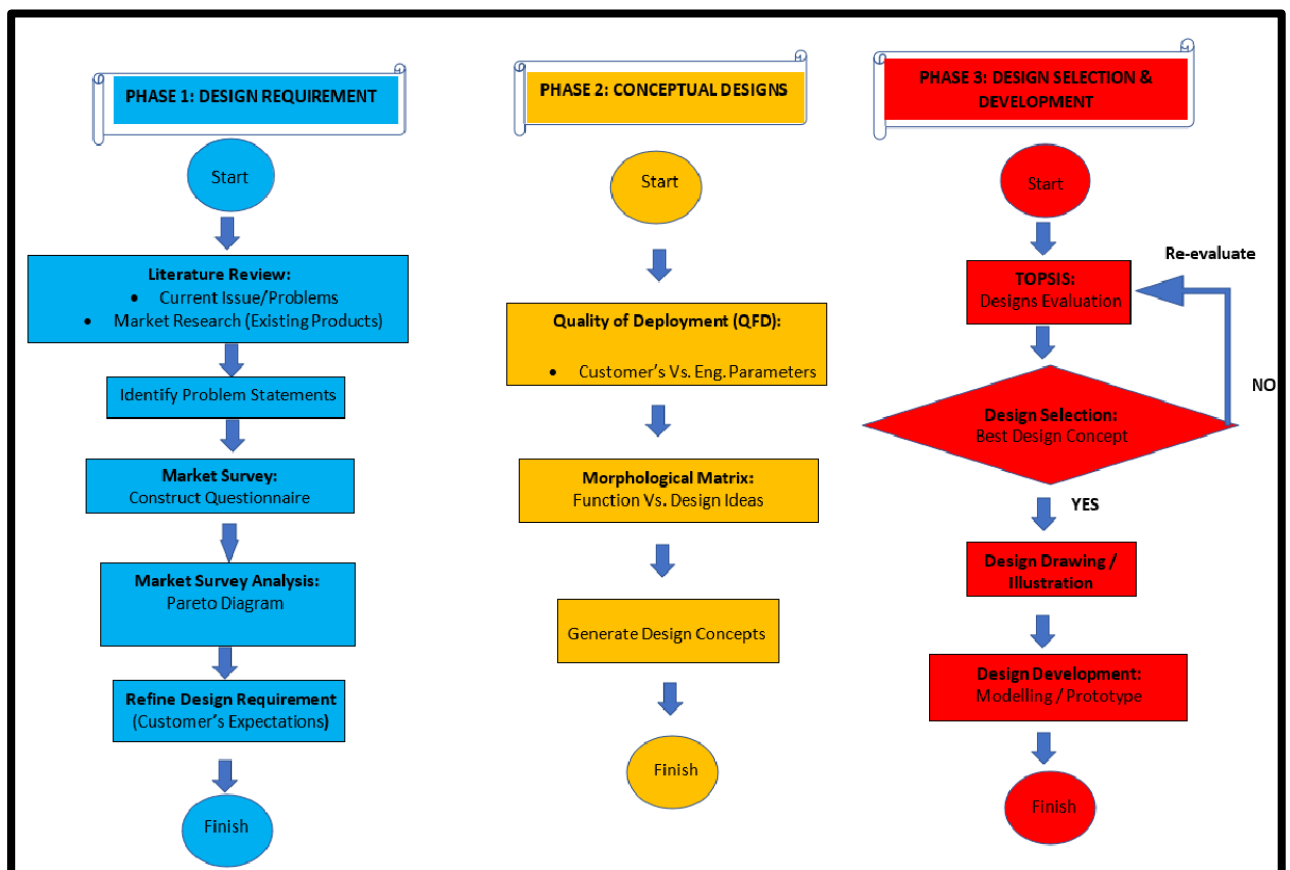 PHASE 1: DESIGN REQUIREMENT
Start
Literature Review:
• Current Issue/Problems
• Market Research (Existing Products)
Identify Problem Statements
Market Survey:
Construct Questionnaire
Market Survey Analysis:
Pareto Diagram
Refine Design Requirement
(Customer's Expectations)
Finish
PHASE 2: CONCEPTUAL DESIGNS
Start
Quality of Deployment (QFD):
• Customer's Vs. Eng. Parameters
Morphological Matrix:
Function Vs. Design Ideas
Generate Design Concepts
Finish
PHASE 3: DESIGN SELECTION &
DEVELOPMENT
Start
Re-evaluate
TOPSIS:
Designs Evaluation
NO
Design Selection:
Best Design Concept
YES
Design Drawing /
Illustration
Design Development:
Modelling / Prototype
Finish